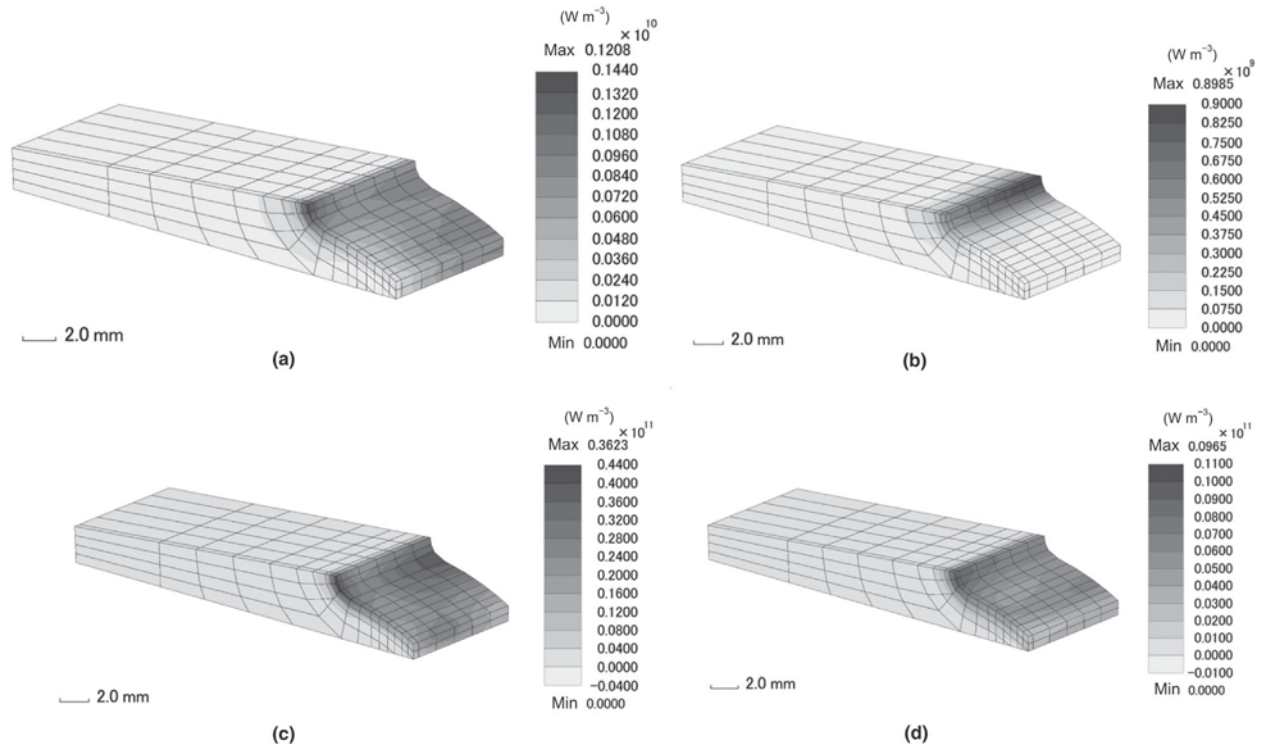 (W m⁻³)
× 10¹⁰
Max 0.1208
0.1440
0.1320
0.1200
0.1080
0.0960
0.0840
0.0720
0.0600
0.0480
0.0360
0.0240
0.0120
0.0000
Min 0.0000
2.0 mm
(a)
(W m⁻³)
× 10⁹
Max 0.8985
0.9000
0.8250
0.7500
0.6750
0.6000
0.5250
0.4500
0.3750
0.3000
0.2250
0.1500
0.0750
0.0000
Min 0.0000
2.0 mm
(b)
(W m⁻³)
× 10¹¹
Max 0.3623
0.4400
0.4000
0.3600
0.3200
0.2800
0.2400
0.2000
0.1600
0.1200
0.0800
0.0400
0.0000
−0.0400
Min 0.0000
2.0 mm
(c)
(W m⁻³)
× 10¹¹
Max 0.0965
0.1100
0.1000
0.0900
0.0800
0.0700
0.0600
0.0500
0.0400
0.0300
0.0200
0.0100
0.0000
−0.0100
Min 0.0000
2.0 mm
(d)